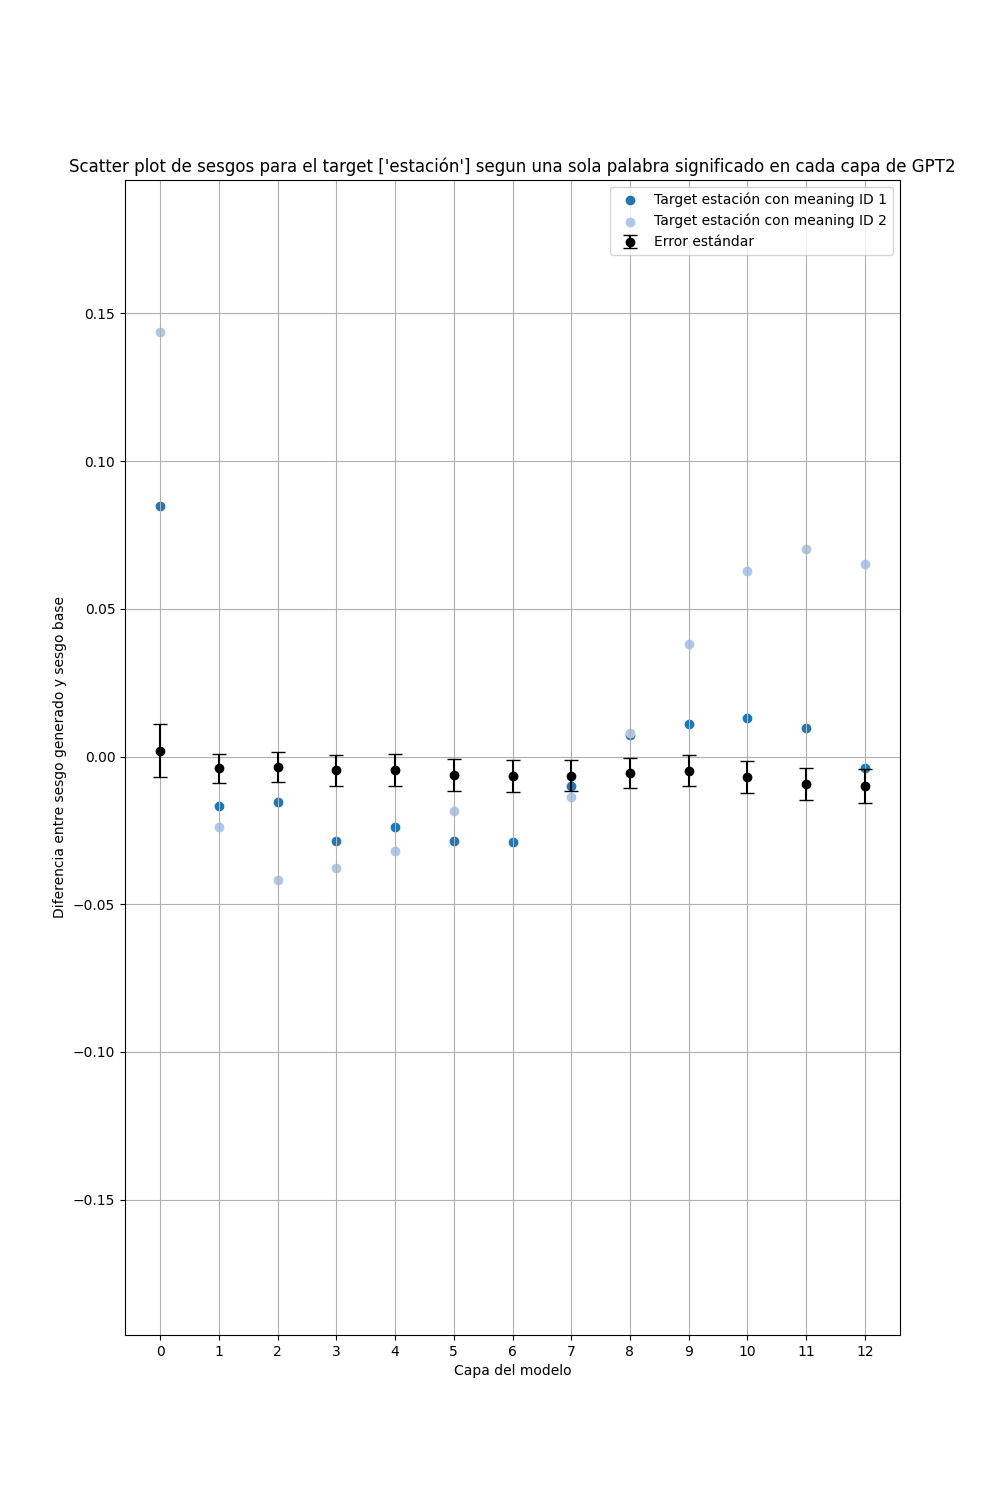 Scatter plot de sesgos para el target ['estación'] segun una sola palabra significado en cada capa de GPT2
Target estación con meaning ID 1
Target estación con meaning ID 2
Error estándar
Diferencia entre sesgo generado y sesgo base
0.15
0.10
0.05
0.00
−0.05
−0.10
−0.15
0 1 2 3 4 5 6 7 8 9 10 11 12
Capa del modelo